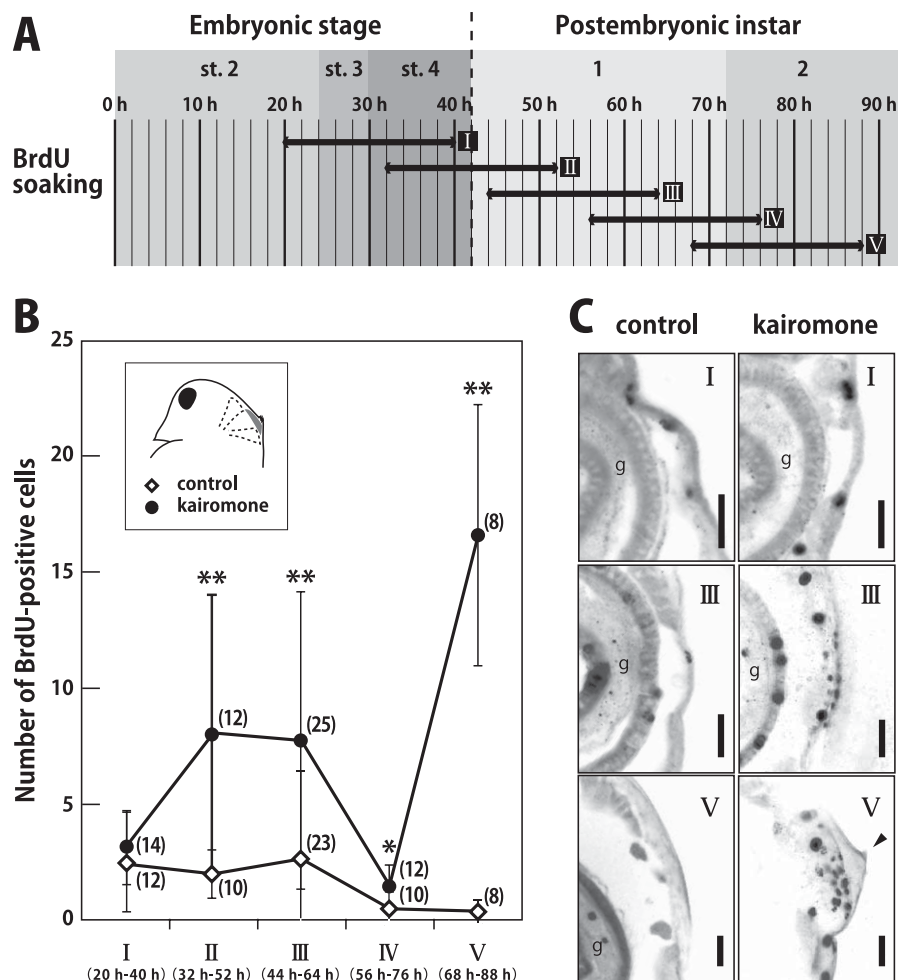 A
Embryonic stage
Postembryonic instar
st. 2
st. 3
st. 4
1
2
0 h
10 h
20 h
30 h
40 h
50 h
60 h
70 h
80 h
90 h
BrdU
soaking
I
II
III
IV
V
B
Number of BrdU-positive cells
25
20
15
10
5
0
control
kairomone
**
**
*
**
(14)
(12)
(12)
(10)
(25)
(23)
(12)
(10)
(8)
(8)
I
II
III
IV
V
(20 h-40 h)
(32 h-52 h)
(44 h-64 h)
(56 h-76 h)
(68 h-88 h)
C
control
kairomone
I
g
I
g
III
g
III
g
V
g
V